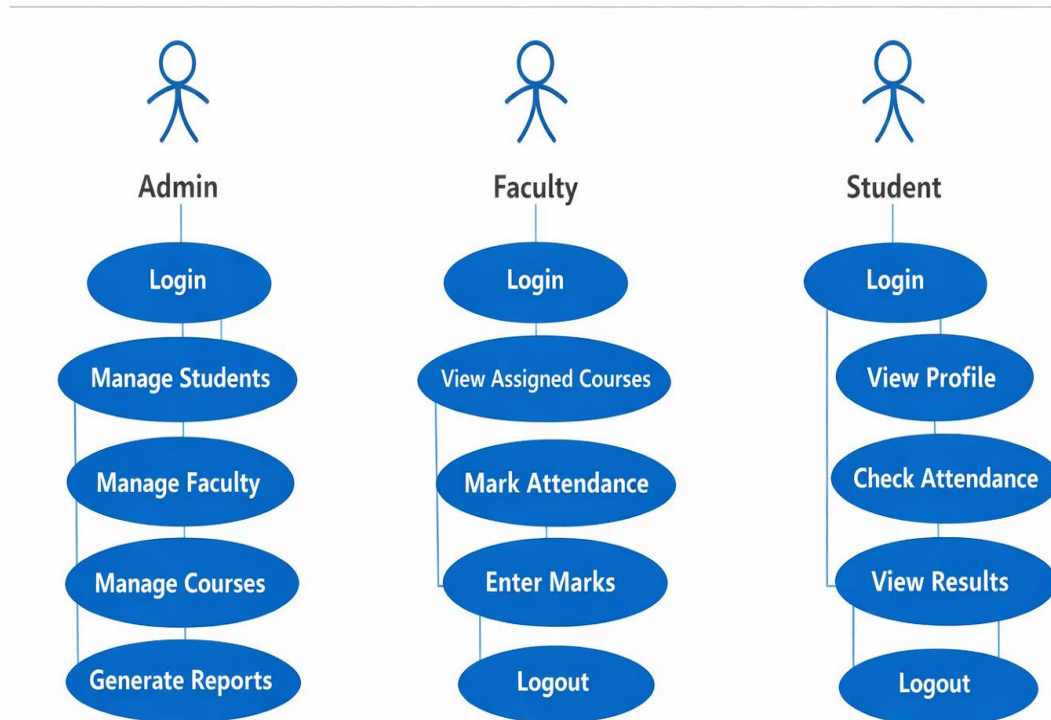 Admin
Login
Manage Students
Manage Faculty
Manage Courses
Generate Reports
Faculty
Login
View Assigned Courses
Mark Attendance
Enter Marks
Logout
Student
Login
View Profile
Check Attendance
View Results
Logout